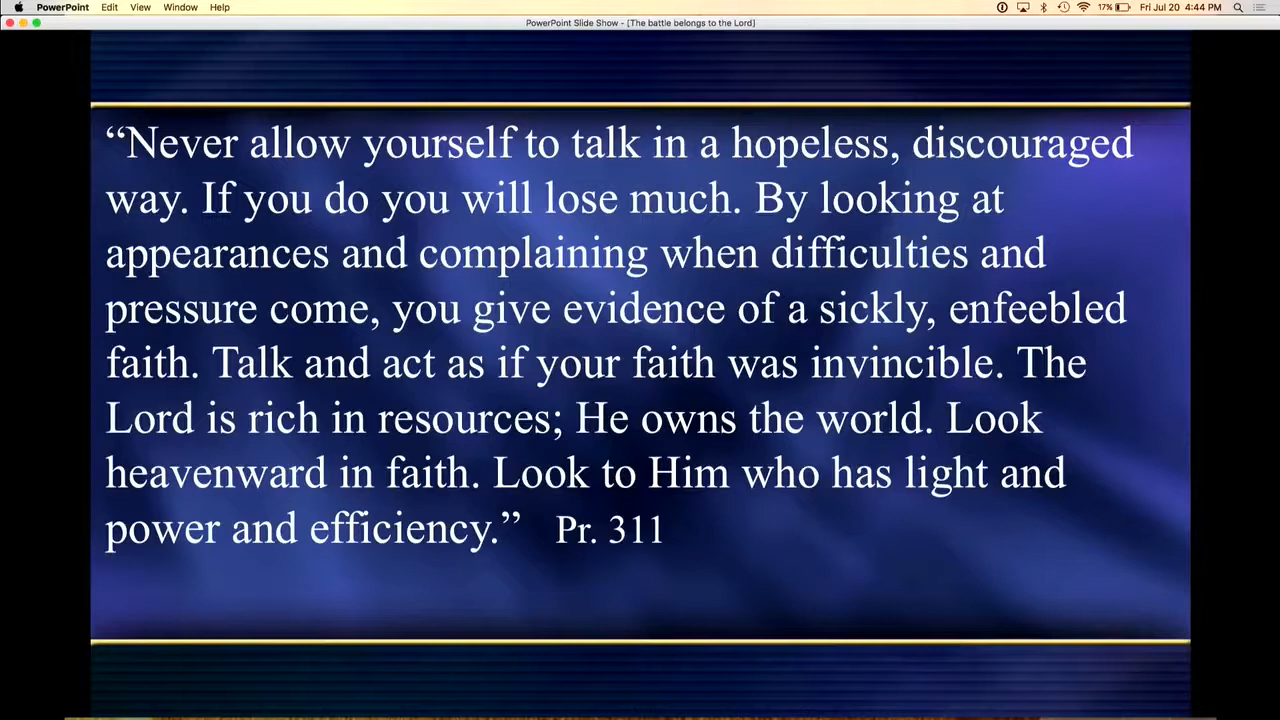 PowerPoint Edit View Window Help 17% Fri Jul 20 4:44 PM
PowerPoint Slide Show - [The battle belongs to the Lord]
“Never allow yourself to talk in a hopeless, discouraged
way. If you do you will lose much. By looking at
appearances and complaining when difficulties and
pressure come, you give evidence of a sickly, enfeebled
faith. Talk and act as if your faith was invincible. The
Lord is rich in resources; He owns the world. Look
heavenward in faith. Look to Him who has light and
power and efficiency.” Pr. 311